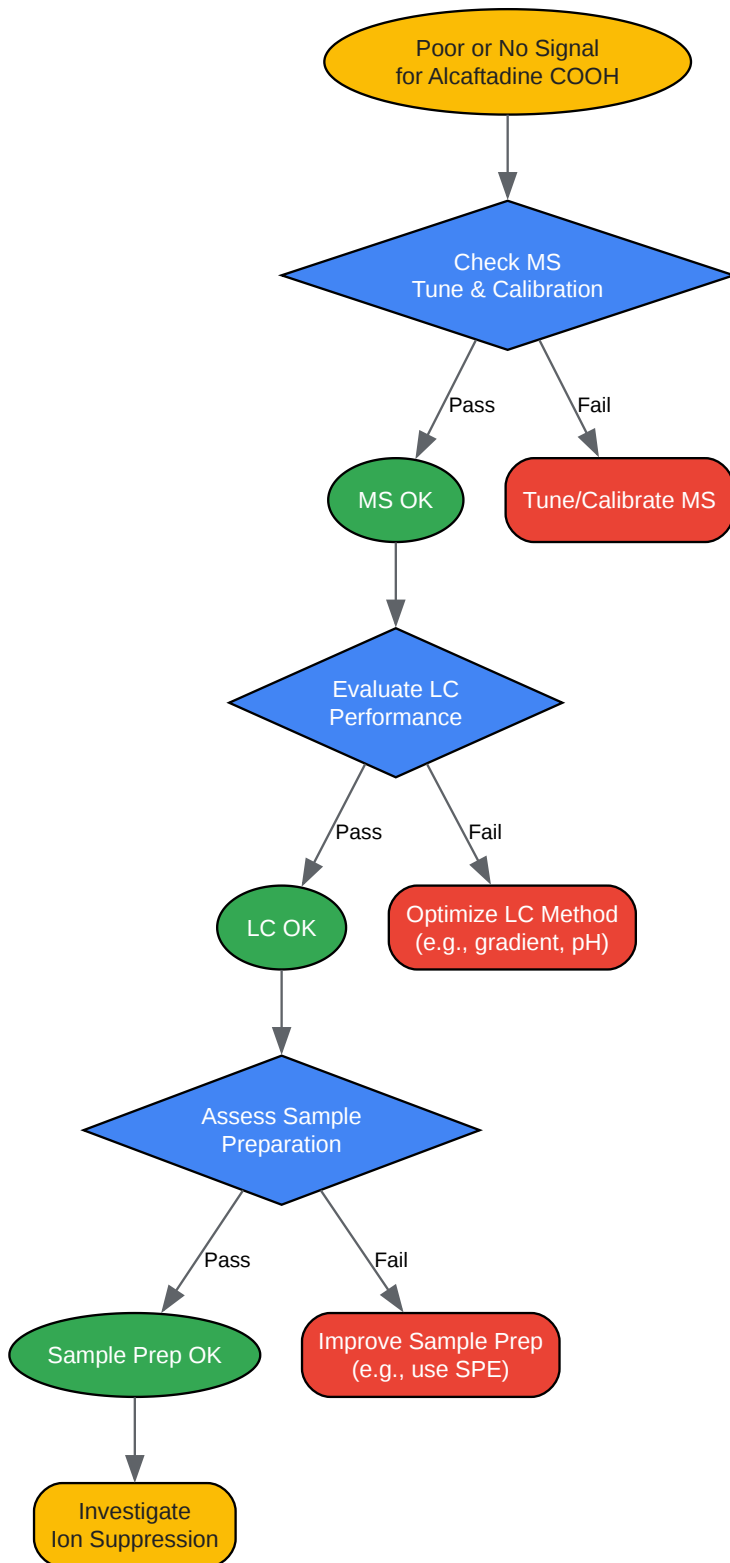 Poor or No Signal
for Alcaftadine COOH
Check MS
Tune & Calibration
Pass
Fail
MS OK
Tune/Calibrate MS
Evaluate LC
Performance
Pass
Fail
LC OK
Optimize LC Method
(e.g., gradient, pH)
Assess Sample
Preparation
Pass
Fail
Sample Prep OK
Improve Sample Prep
(e.g., use SPE)
Investigate
Ion Suppression